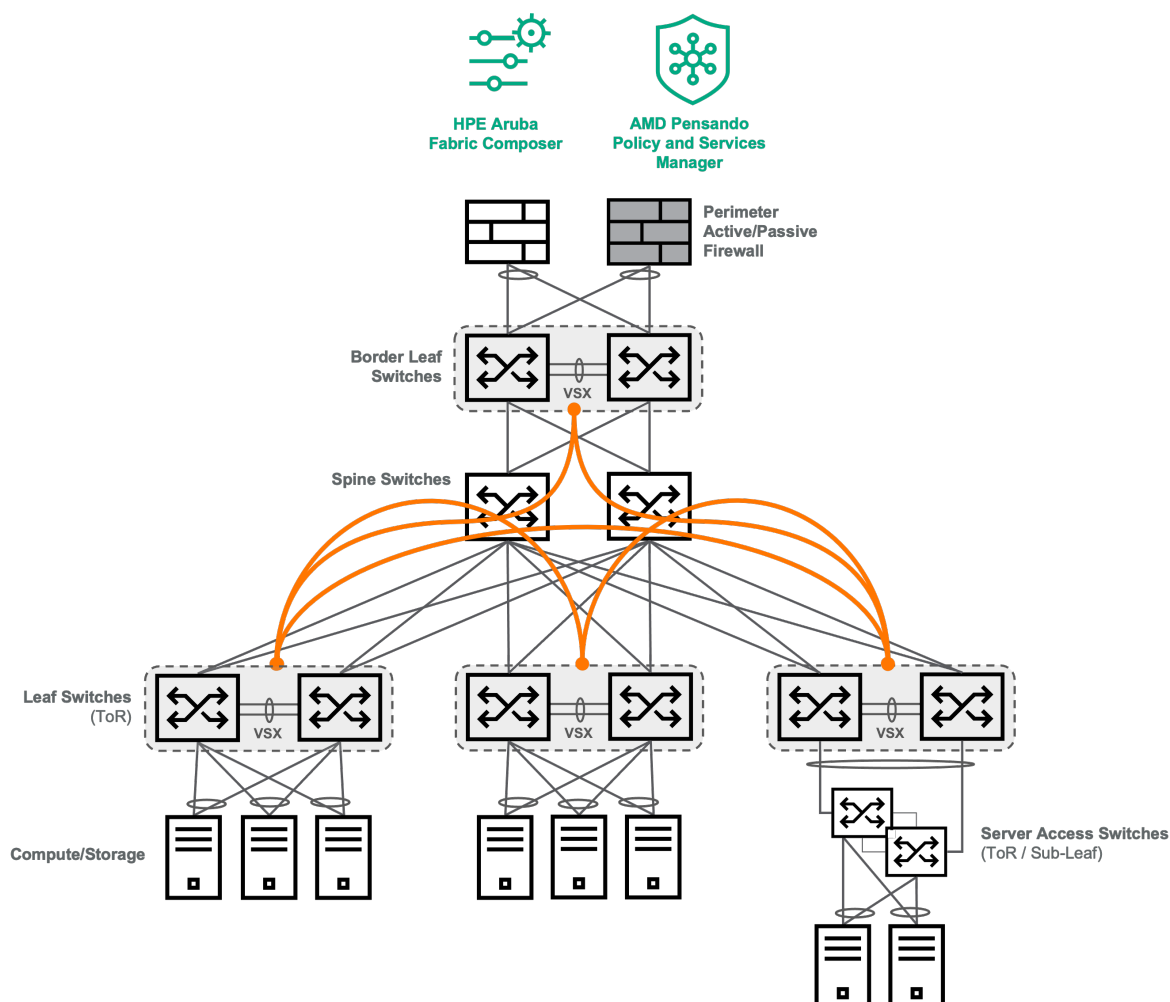 HPE Aruba
Fabric Composer
AMD Pensando
Policy and Services
Manager
Perimeter
Active/Passive
Firewall
Border Leaf
Switches
VSX
Spine Switches
Leaf Switches
(ToR)
VSX
VSX
VSX
Compute/Storage
Server Access Switches
(ToR / Sub-Leaf)